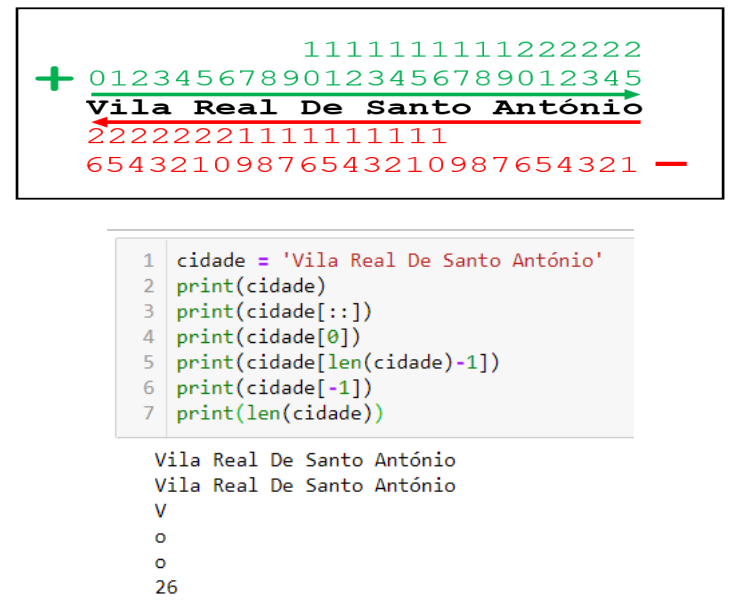 1111111111222222
+ 01234567890123456789012345
Vila Real De Santo António
22222221111111111
65432109876543210987654321 −
1 cidade = 'Vila Real De Santo António'
2 print(cidade)
3 print(cidade[::])
4 print(cidade[0])
5 print(cidade[len(cidade)-1])
6 print(cidade[-1])
7 print(len(cidade))
Vila Real De Santo António
Vila Real De Santo António
V
o
o
26